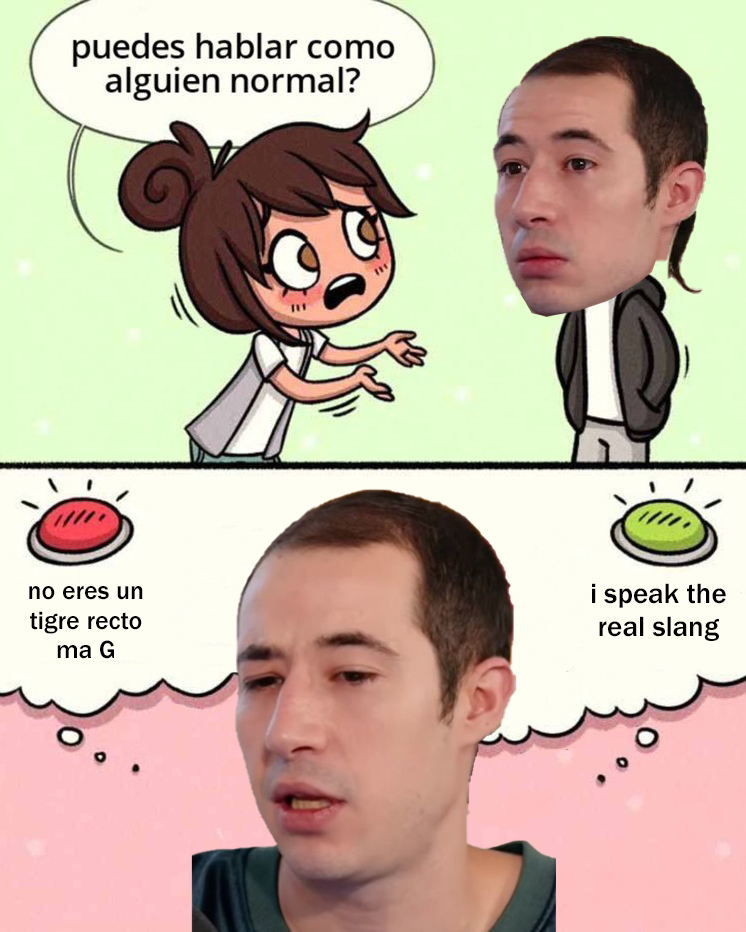 puedes hablar como
alguien normal?
no eres un
tigre recto
ma G
i speak the
real slang